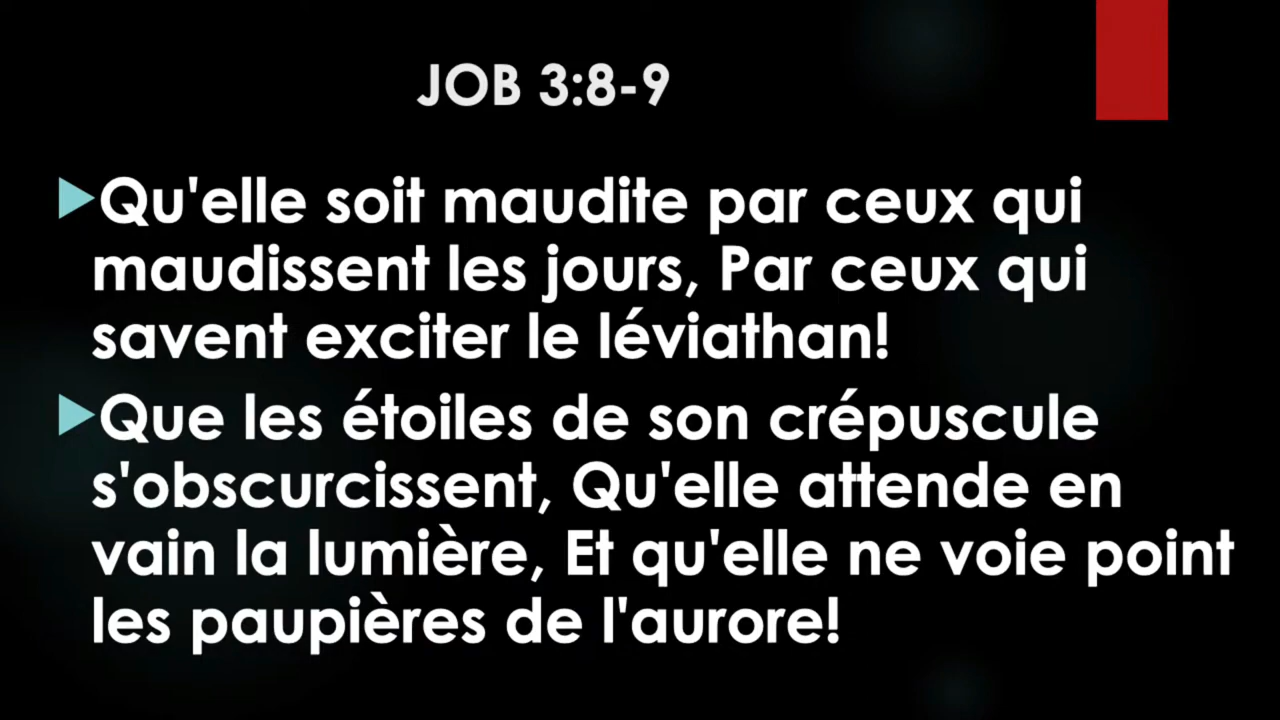 JOB 3:8-9
Qu'elle soit maudite par ceux qui
maudissent les jours, Par ceux qui
savent exciter le léviathan!
Que les étoiles de son crépuscule
s'obscurcissent, Qu'elle attende en
vain la lumière, Et qu'elle ne voie point
les paupières de l'aurore!